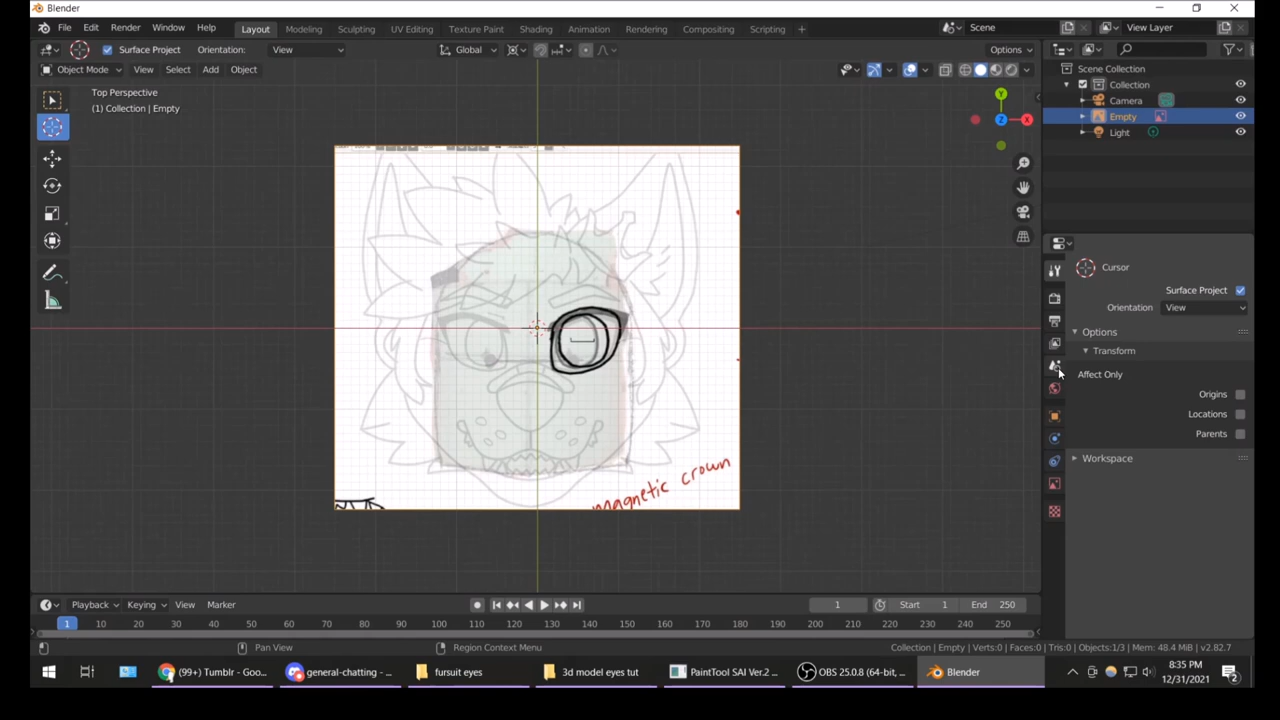 Blender
File Edit Render Window Help Layout Modeling Sculpting UV Editing Texture Paint Shading Animation Rendering Compositing Scripting Scene View Layer
Surface Project Orientation: View Global Options
Object Mode View Select Add Object
Top Perspective
(1) Collection | Empty
Y
Z
X
Scene Collection
Collection
Camera
Empty
Light
Cursor
Surface Project
Orientation View
Options
Transform
Affect Only
Origins
Locations
Parents
Workspace
magnetic crown
Playback Keying View Marker 1 Start 1 End 250
1 10 20 30 40 50 60 70 80 90 100 110 120 130 140 150 160 170 180 190 200 210 220 230 240 250
Pan View Region Context Menu Collection | Empty | Verts:0 | Faces:0 | Tris:0 | Objects:1/3 | Mem: 48.4 MiB | v2.82.7
(99+) Tumblr - Goo... general-chatting - ... fursuit eyes 3d model eyes tut PaintTool SAI Ver.2 ... OBS 25.0.8 (64-bit, ... Blender 8:35 PM
12/31/2021 2